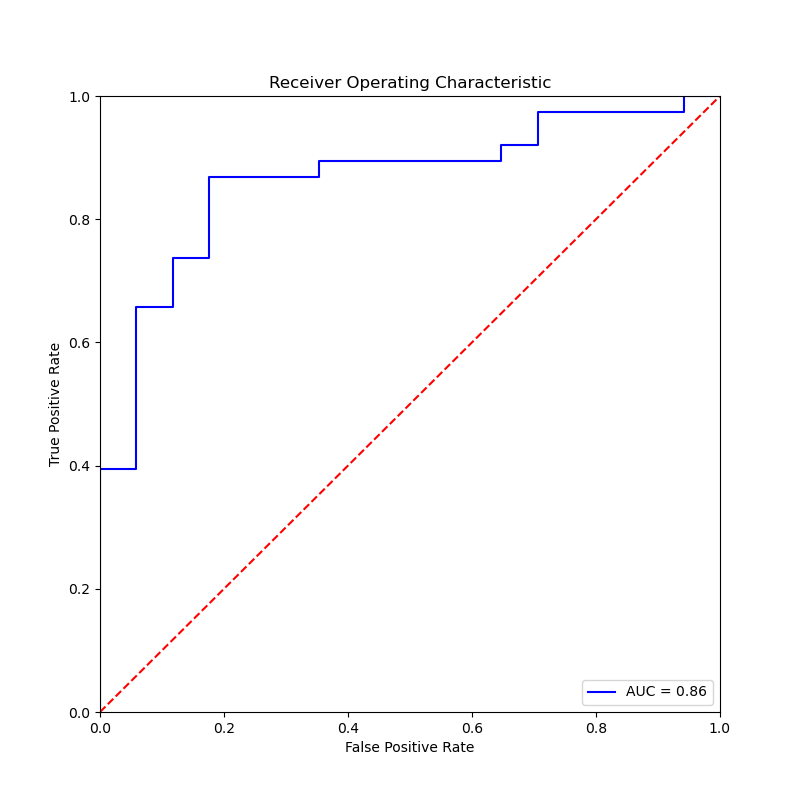 Receiver Operating Characteristic
1.0
0.8
0.6
0.4
0.2
0.0
True Positive Rate
AUC = 0.86
0.0 0.2 0.4 0.6 0.8 1.0
False Positive Rate